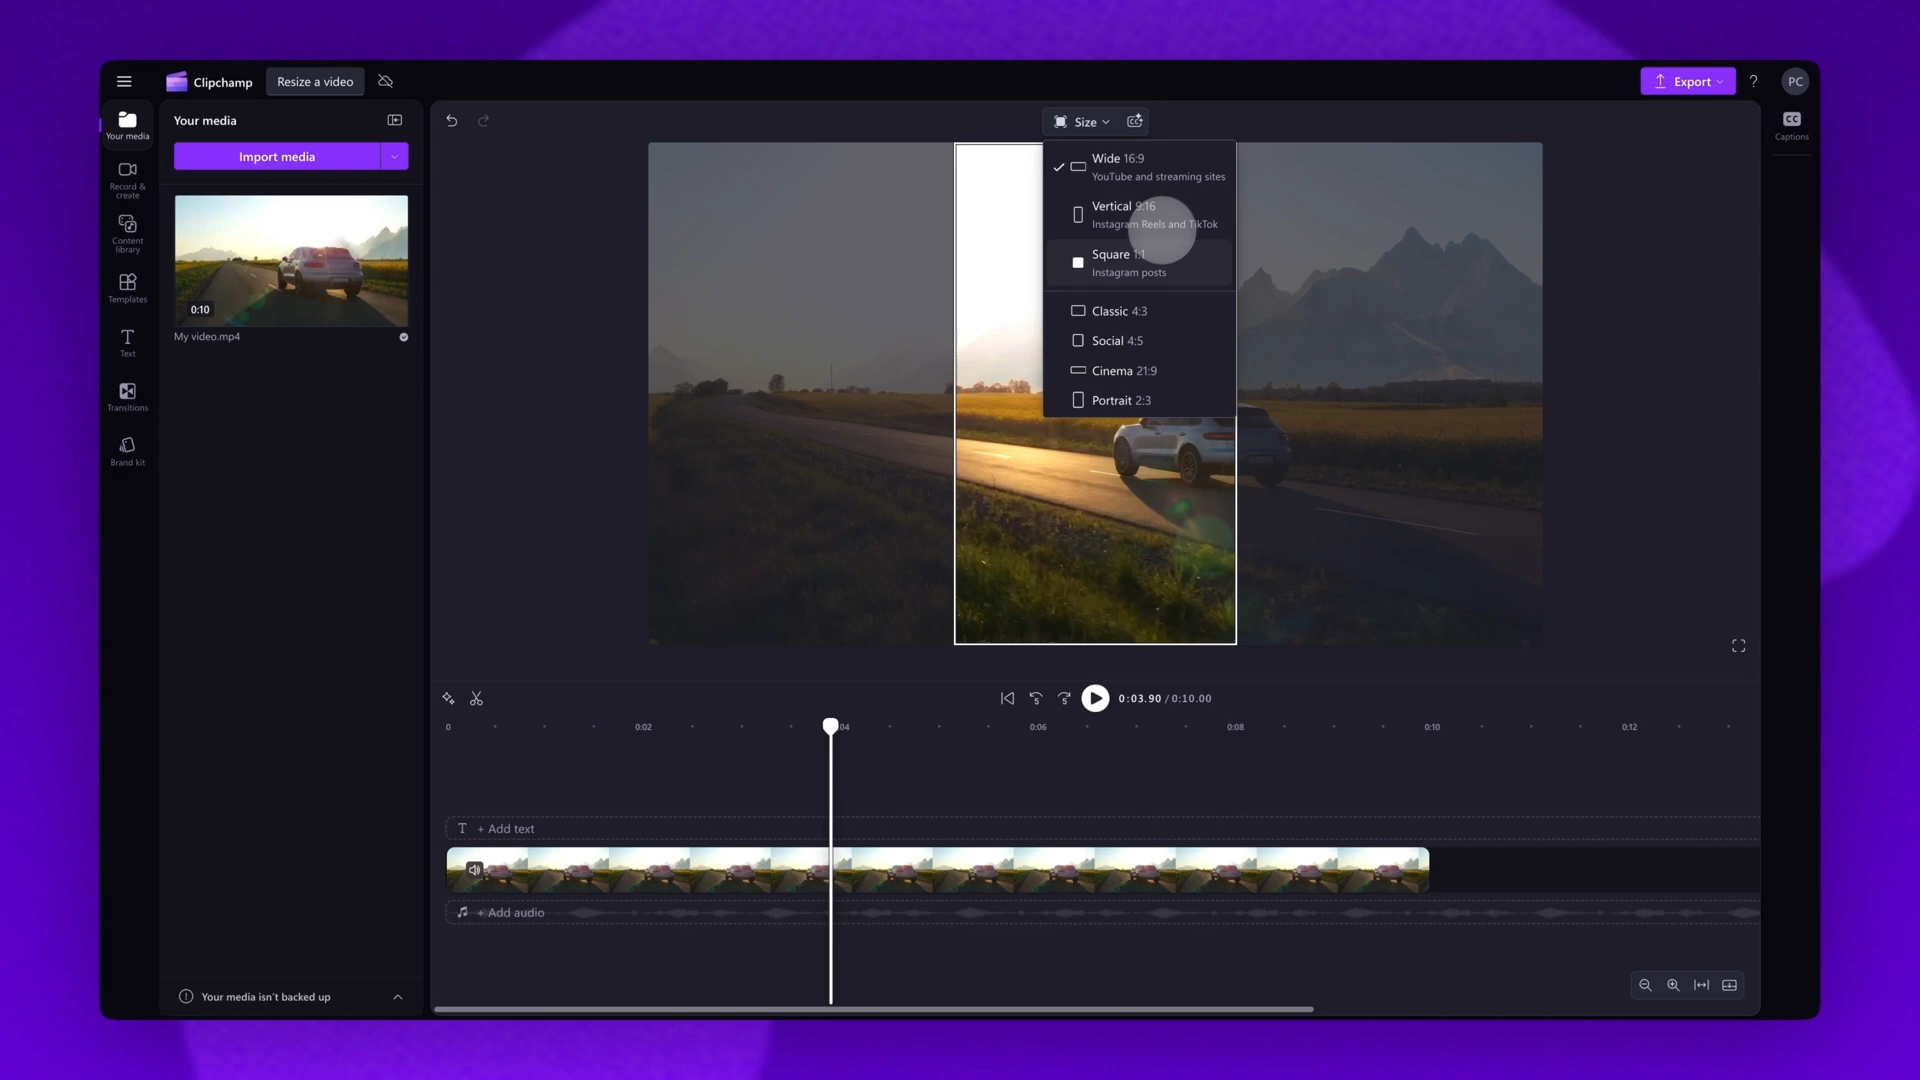 Clipchamp
Resize a video
Export
?
PC
Your media
Record &
create
Content
library
Templates
Text
Transitions
Brand kit
Your media
Import media
0:10
My video.mp4
Your media isn't backed up
Size
Wide 16:9
YouTube and streaming sites
Vertical 9:16
Instagram Reels and TikTok
Square 1:1
Instagram posts
Classic 4:3
Social 4:5
Cinema 21:9
Portrait 2:3
CC
Captions
5
5
0:03.90 / 0:10.00
0
0:02
04
0:06
0:08
0:10
0:12
T + Add text
+ Add audio